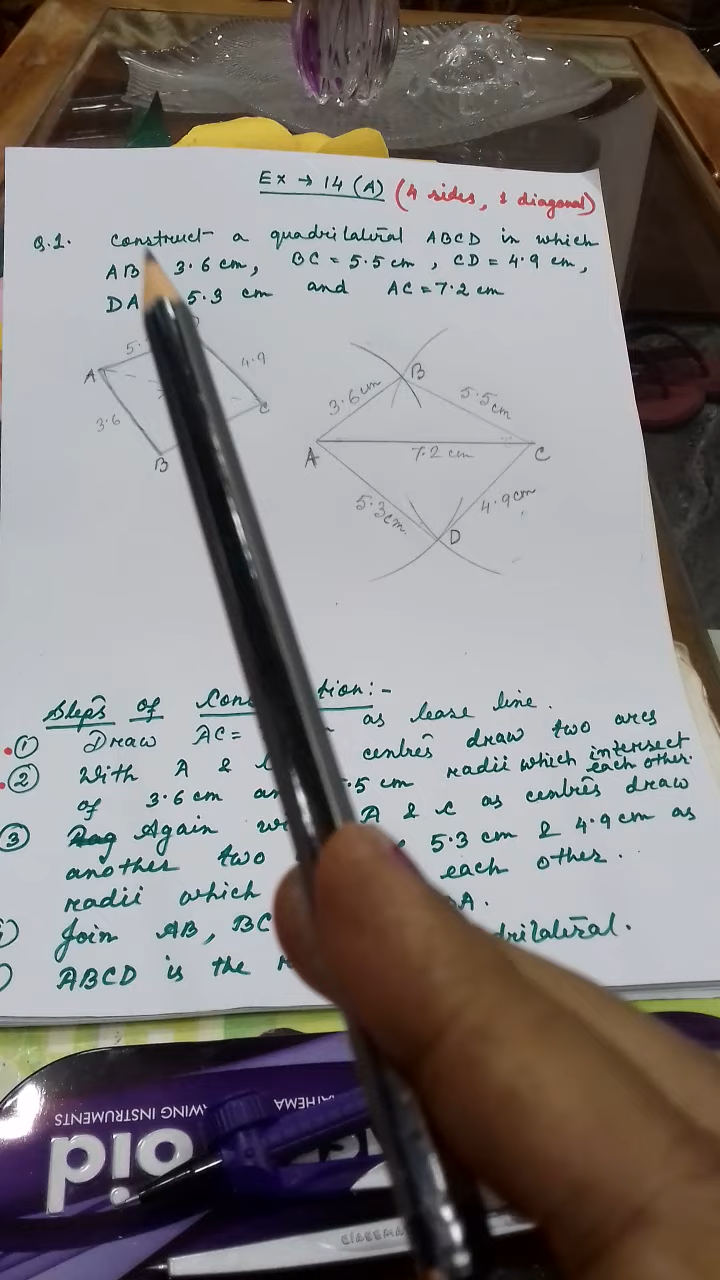 Ex → 14 (A) (4 sides, 1 diagonal)
Q.1. Construct a quadrilateral ABCD in which
AB 3.6 cm, BC = 5.5 cm, CD = 4.9 cm,
DA 5.3 cm and AC = 7.2 cm
5.
A
4.9
3.6
C
B
B
3.6 cm
5.5 cm
A
7.2 cm
C
5.3 cm
4.9 cm
D
Steps of Con tion:-
① Draw AC = as base line.
② With A & C centres draw two arcs
of 3.6 cm an .5 cm radii which intersect
each other.
③ Again w A & C as centres draw
another two 5.3 cm & 4.9 cm as
radii which each other.
Join AB, BC DA.
ABCD is the drilateral.
WING INSTRUMENTS
oid
CLASSMA